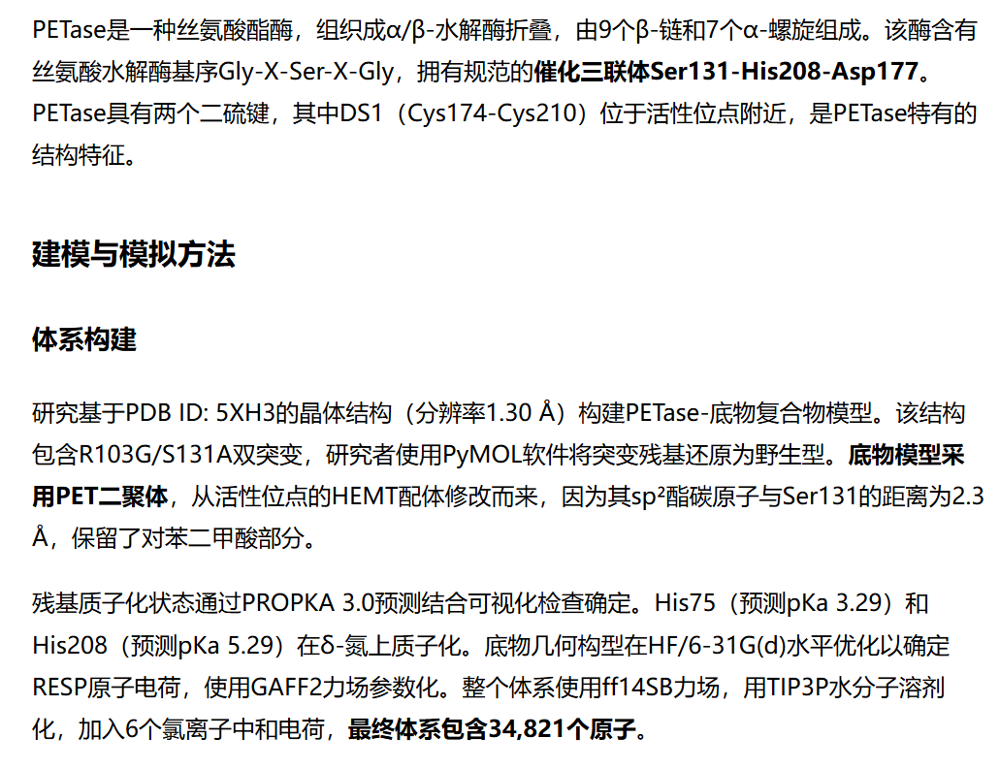 PETase是一种丝氨酸酯酶，组织成α/β-水解酶折叠，由9个β-链和7个α-螺旋组成。该酶含有
丝氨酸水解酶基序Gly-X-Ser-X-Gly，拥有规范的催化三联体Ser131-His208-Asp177。
PETase具有两个二硫键，其中DS1（Cys174-Cys210）位于活性位点附近，是PETase特有的
结构特征。
建模与模拟方法
体系构建
研究基于PDB ID: 5XH3的晶体结构（分辨率1.30 Å）构建PETase-底物复合物模型。该结构
包含R103G/S131A双突变，研究者使用PyMOL软件将突变残基还原为野生型。底物模型采
用PET二聚体，从活性位点的HEMT配体修改而来，因为其sp²酯碳原子与Ser131的距离为2.3
Å，保留了对苯二甲酸部分。
残基质子化状态通过PROPKA 3.0预测结合可视化检查确定。His75（预测pKa 3.29）和
His208（预测pKa 5.29）在δ-氮上质子化。底物几何构型在HF/6-31G(d)水平优化以确定
RESP原子电荷，使用GAFF2力场参数化。整个体系使用ff14SB力场，用TIP3P水分子溶剂
化，加入6个氯离子中和电荷，最终体系包含34,821个原子。